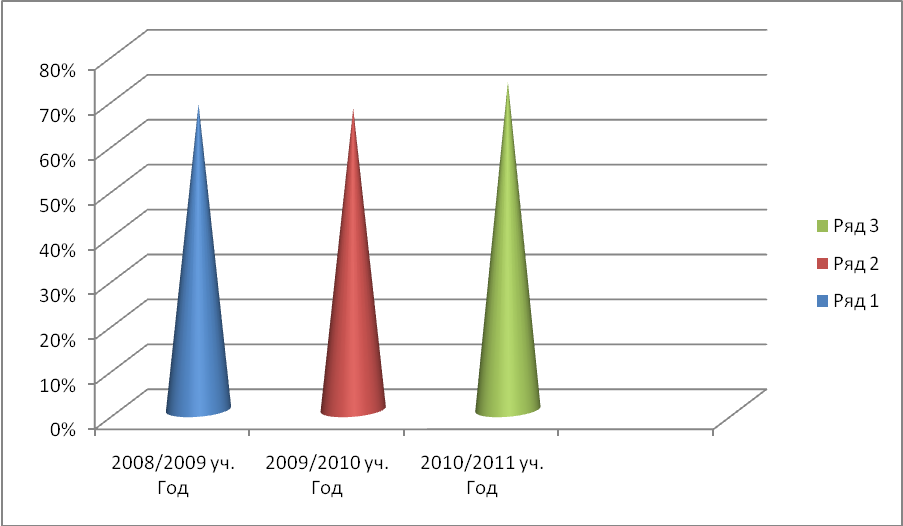 80%
70%
60%
50%
40%
30%
20%
10%
0%
2008/2009 уч.
Год
2009/2010 уч.
Год
2010/2011 уч.
Год
Ряд 3
Ряд 2
Ряд 1